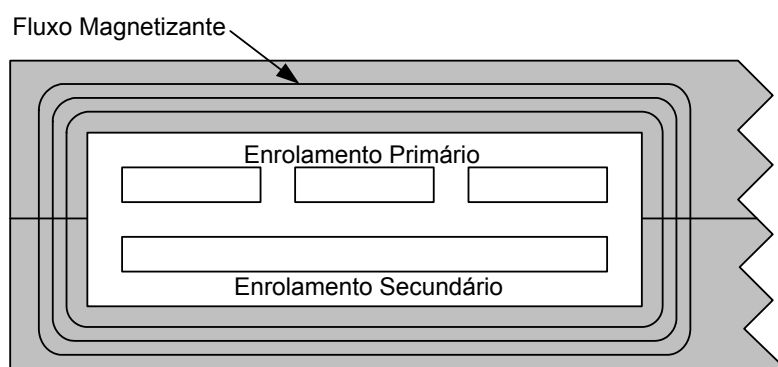 Fluxo Magnetizante
Enrolamento Primário
Enrolamento Secundário